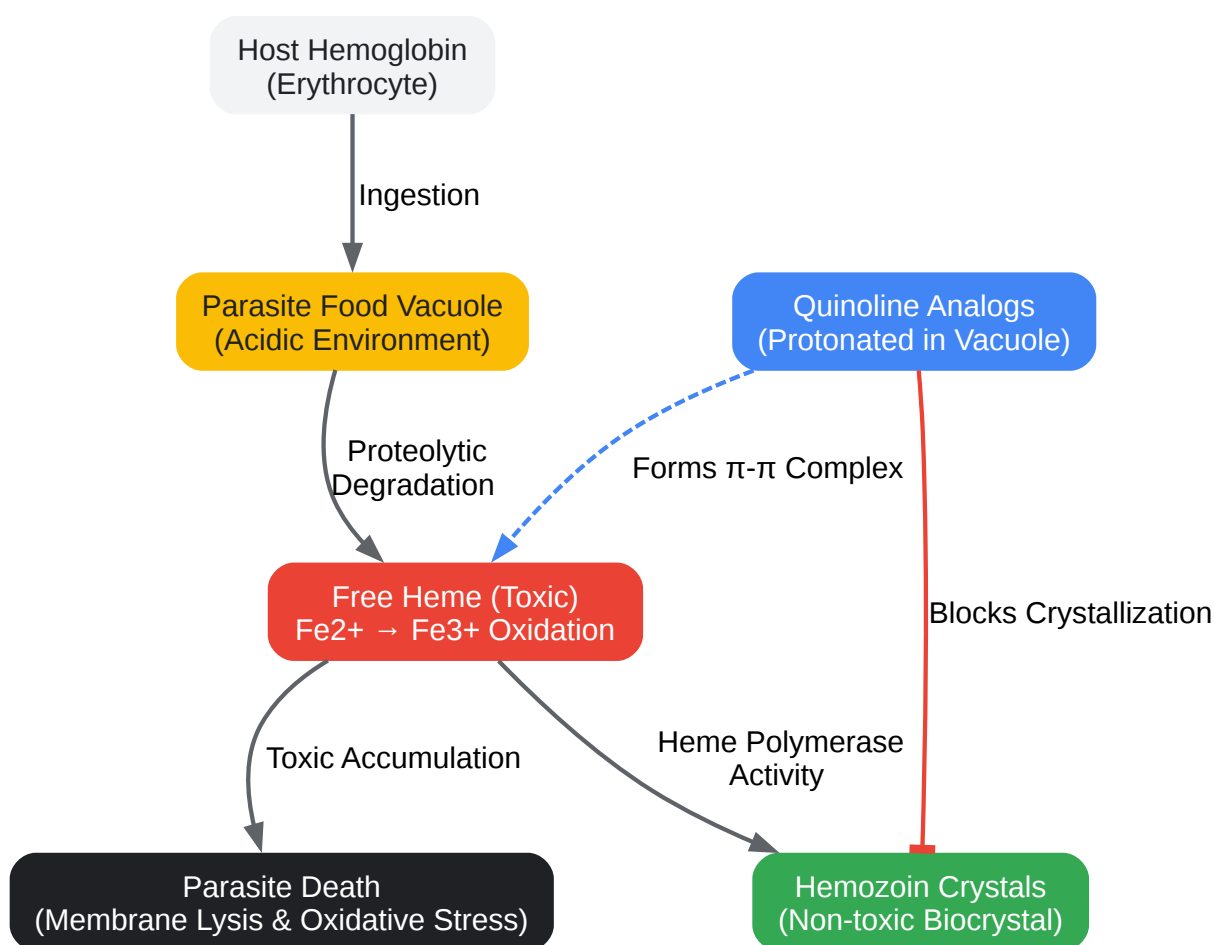 Host Hemoglobin
(Erythrocyte)
Ingestion
Parasite Food Vacuole
(Acidic Environment)
Quinoline Analogs
(Protonated in Vacuole)
Proteolytic
Degradation
Forms π-π Complex
Free Heme (Toxic)
Fe2+ → Fe3+ Oxidation
Blocks Crystallization
Toxic Accumulation
Heme Polymerase
Activity
Parasite Death
(Membrane Lysis & Oxidative Stress)
Hemozoin Crystals
(Non-toxic Biocrystal)